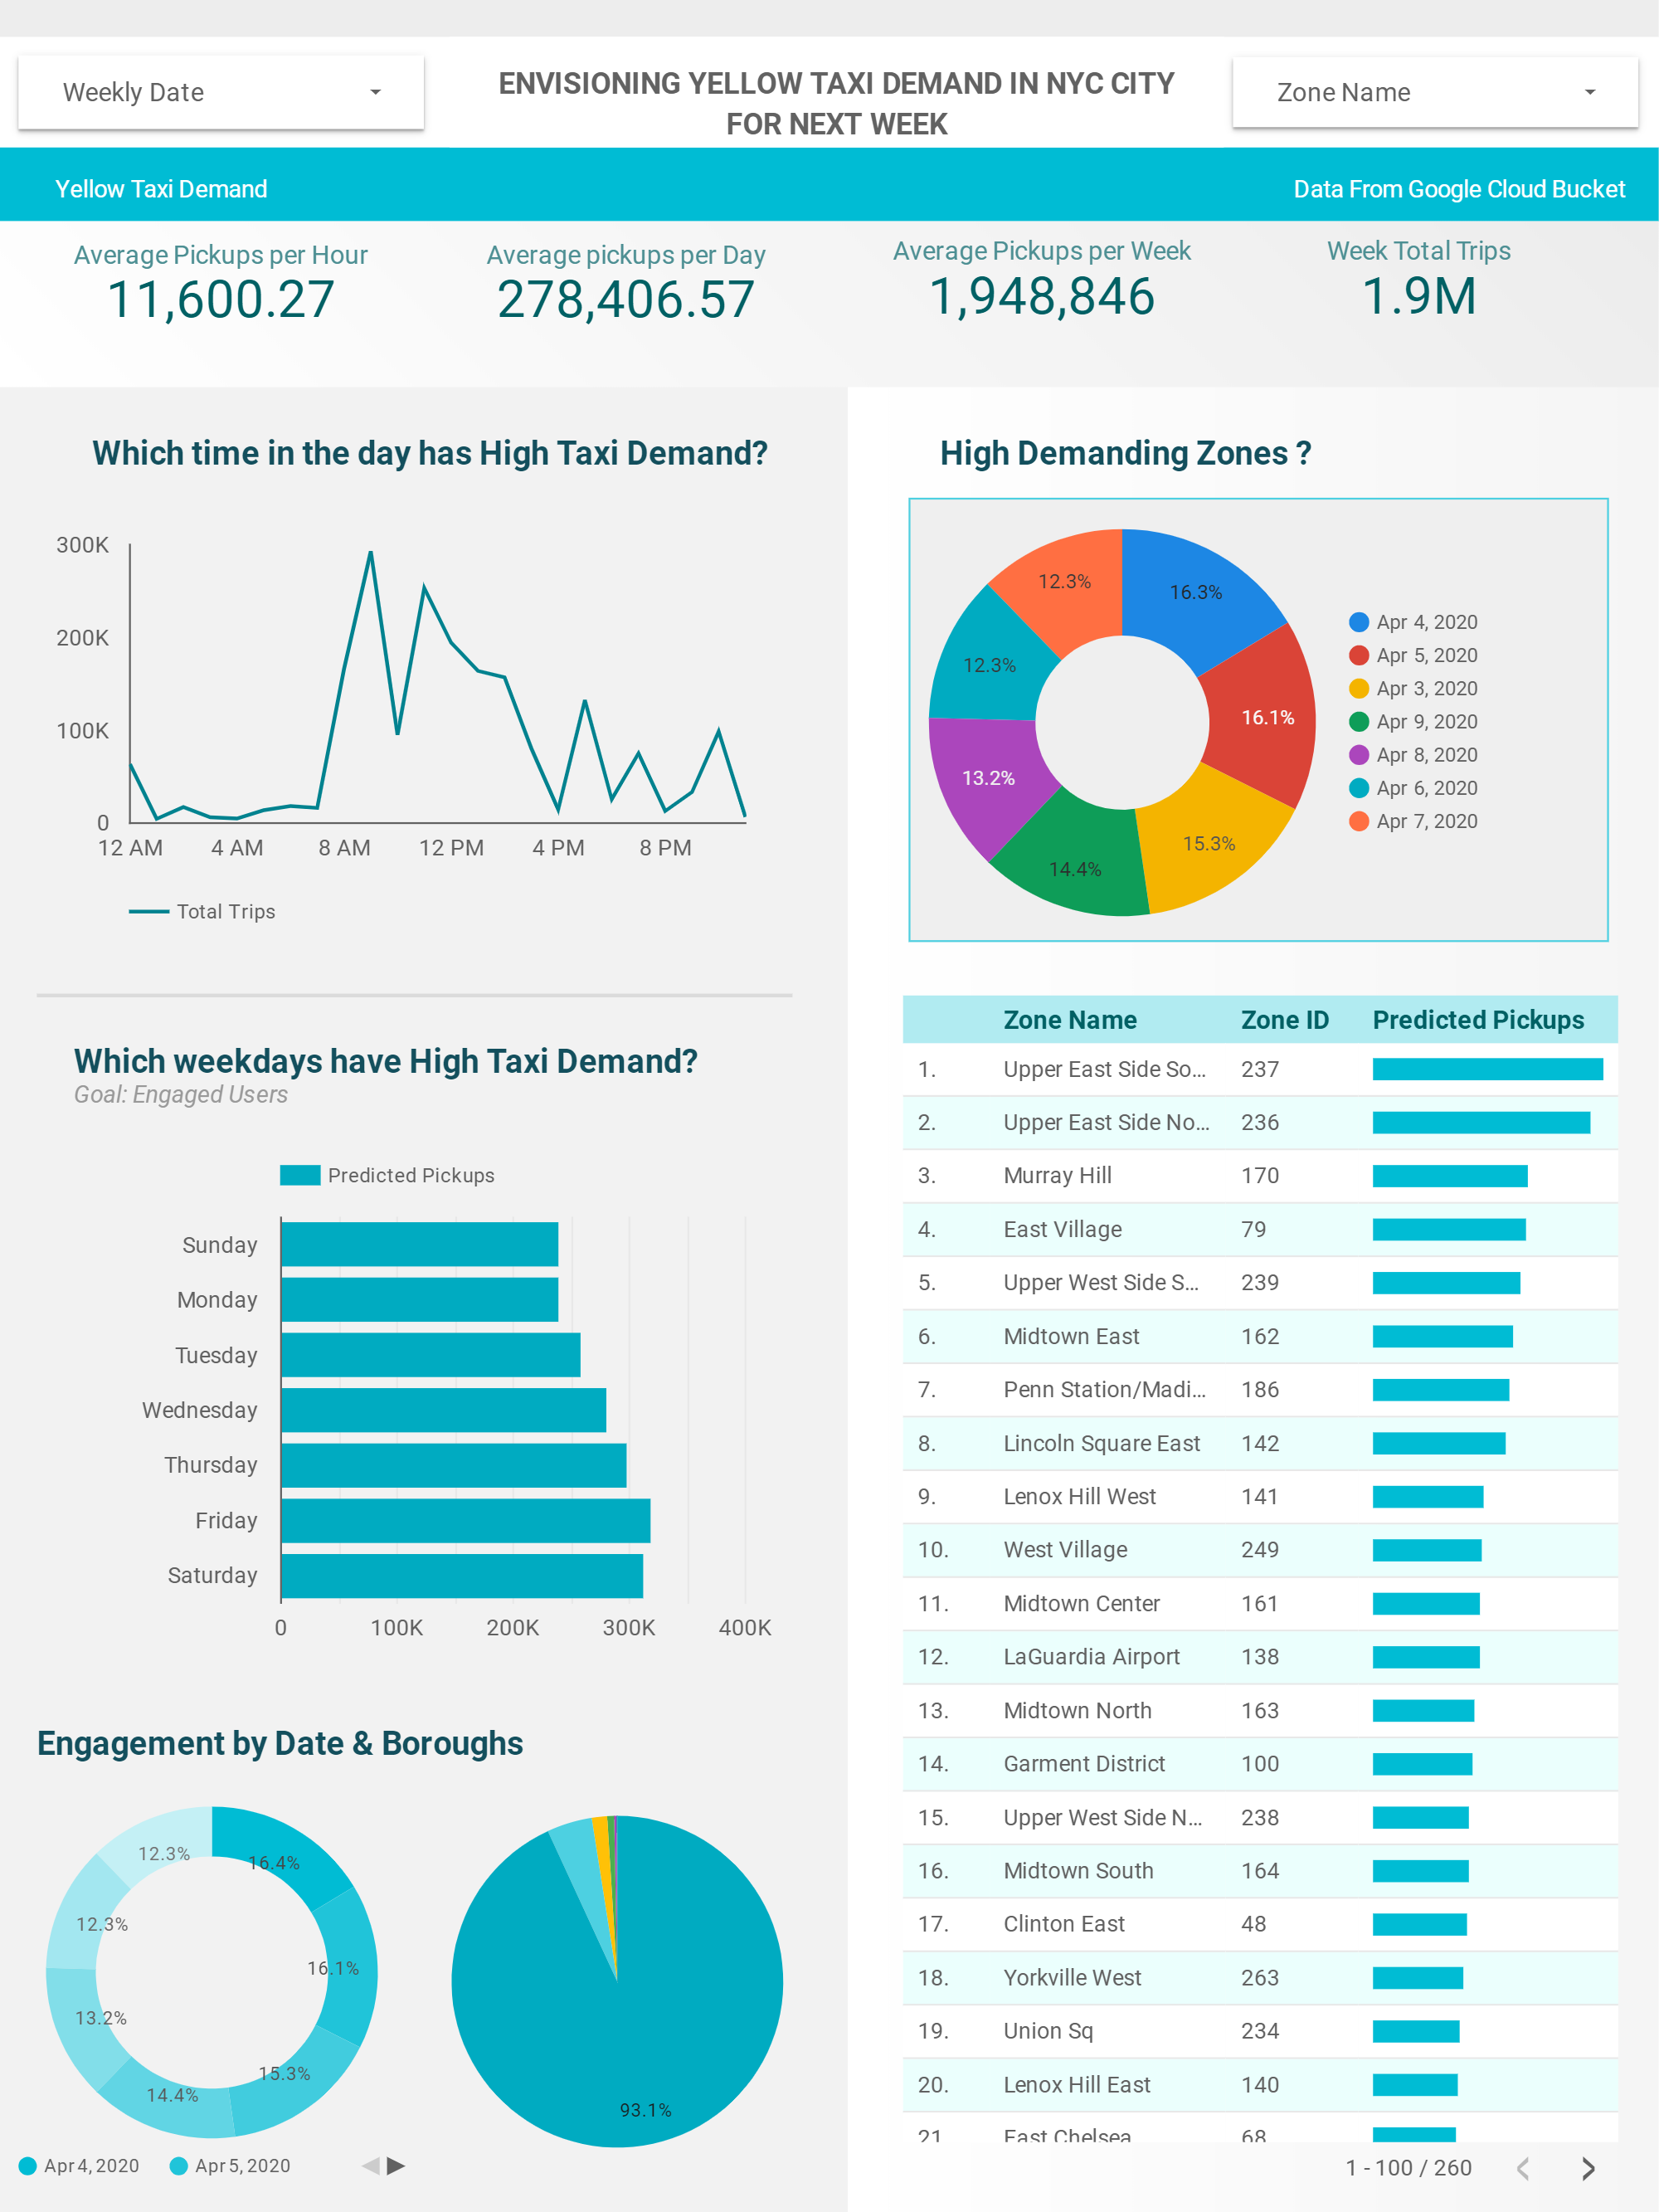 Weekly Date
ENVISIONING YELLOW TAXI DEMAND IN NYC CITY
FOR NEXT WEEK
Zone Name
Yellow Taxi Demand
Data From Google Cloud Bucket
Average Pickups per Hour
11,600.27
Average pickups per Day
278,406.57
Average Pickups per Week
1,948,846
Week Total Trips
1.9M
Which time in the day has High Taxi Demand?
300K
200K
100K
0
12 AM 4 AM 8 AM 12 PM 4 PM 8 PM
Total Trips
High Demanding Zones ?
16.3%
16.1%
15.3%
14.4%
13.2%
12.3%
12.3%
Apr 4, 2020
Apr 5, 2020
Apr 3, 2020
Apr 9, 2020
Apr 8, 2020
Apr 6, 2020
Apr 7, 2020
Which weekdays have High Taxi Demand?
Goal: Engaged Users
Predicted Pickups
Sunday
Monday
Tuesday
Wednesday
Thursday
Friday
Saturday
0 100K 200K 300K 400K
Engagement by Date & Boroughs
16.4%
16.1%
15.3%
14.4%
13.2%
12.3%
12.3%
Apr 4, 2020 Apr 5, 2020
93.1%
Zone Name Zone ID Predicted Pickups
1. Upper East Side So... 237
2. Upper East Side No... 236
3. Murray Hill 170
4. East Village 79
5. Upper West Side S... 239
6. Midtown East 162
7. Penn Station/Madi... 186
8. Lincoln Square East 142
9. Lenox Hill West 141
10. West Village 249
11. Midtown Center 161
12. LaGuardia Airport 138
13. Midtown North 163
14. Garment District 100
15. Upper West Side N... 238
16. Midtown South 164
17. Clinton East 48
18. Yorkville West 263
19. Union Sq 234
20. Lenox Hill East 140
21. East Chelsea 68
1 - 100 / 260